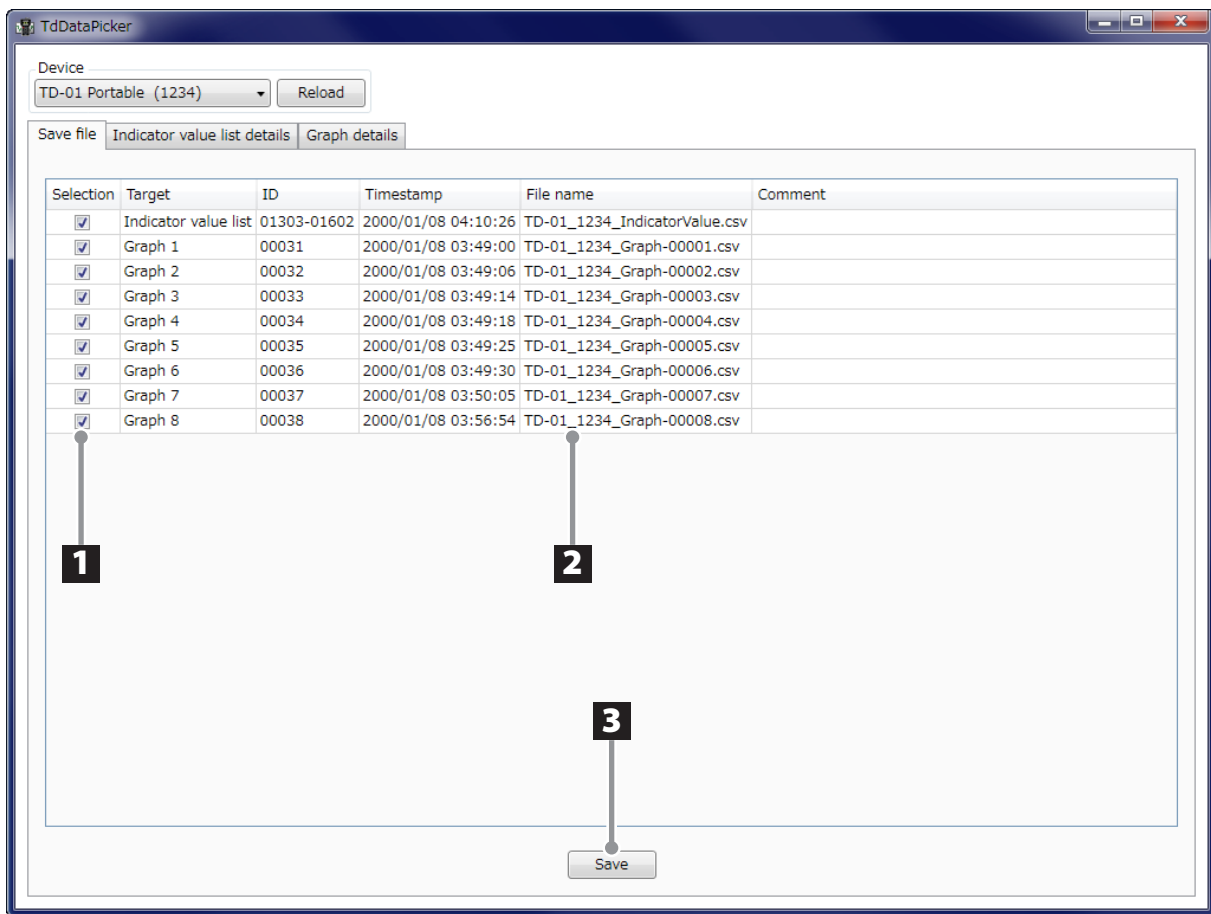 TdDataPicker
Device
TD-01 Portable (1234) Reload
Save file Indicator value list details Graph details
Selection Target ID Timestamp File name Comment
Indicator value list 01303-01602 2000/01/08 04:10:26 TD-01_1234_IndicatorValue.csv
Graph 1 00031 2000/01/08 03:49:00 TD-01_1234_Graph-00001.csv
Graph 2 00032 2000/01/08 03:49:06 TD-01_1234_Graph-00002.csv
Graph 3 00033 2000/01/08 03:49:14 TD-01_1234_Graph-00003.csv
Graph 4 00034 2000/01/08 03:49:18 TD-01_1234_Graph-00004.csv
Graph 5 00035 2000/01/08 03:49:25 TD-01_1234_Graph-00005.csv
Graph 6 00036 2000/01/08 03:49:30 TD-01_1234_Graph-00006.csv
Graph 7 00037 2000/01/08 03:50:05 TD-01_1234_Graph-00007.csv
Graph 8 00038 2000/01/08 03:56:54 TD-01_1234_Graph-00008.csv
1 2
3
Save